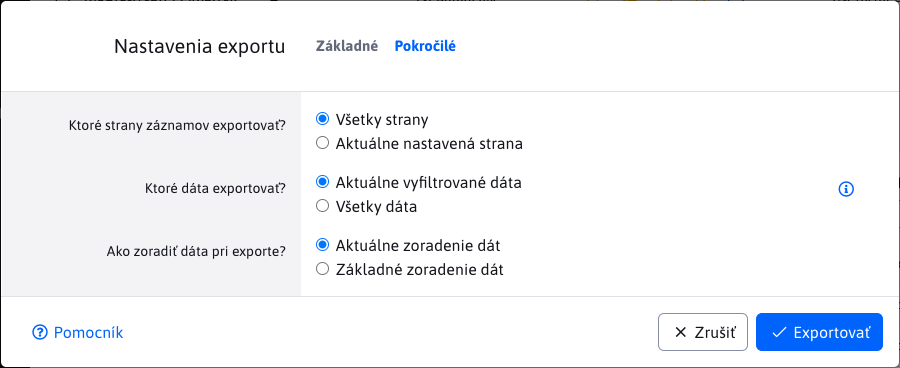 Nastavenia exportu
Základné Pokročilé
Ktoré strany záznamov exportovať?
Všetky strany
Aktuálne nastavená strana
Ktoré dáta exportovať?
Aktuálne vyfiltrované dáta
Všetky dáta
Ako zoradiť dáta pri exporte?
Aktuálne zoradenie dát
Základné zoradenie dát
Pomocník
Zrušiť
Exportovať